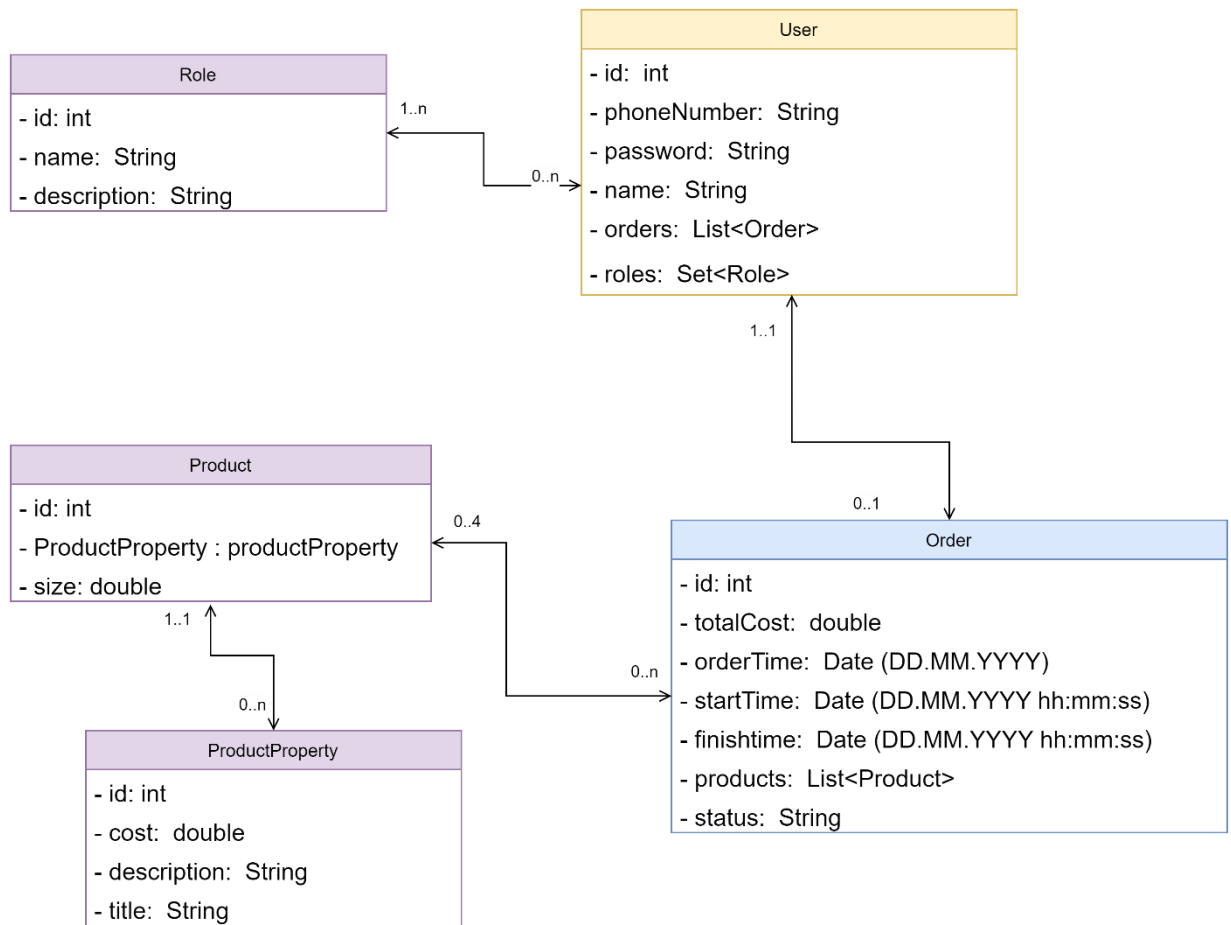 User
- id: int
- phoneNumber: String
- password: String
- name: String
- orders: List<Order>
- roles: Set<Role>
Role
- id: int
- name: String
- description: String
1..n
0..n
1..1
0..1
Product
- id: int
- ProductProperty : productProperty
- size: double
0..4
0..n
1..1
0..n
Order
- id: int
- totalCost: double
- orderTime: Date (DD.MM.YYYY)
- startTime: Date (DD.MM.YYYY hh:mm:ss)
- finishtime: Date (DD.MM.YYYY hh:mm:ss)
- products: List<Product>
- status: String
ProductProperty
- id: int
- cost: double
- description: String
- title: String